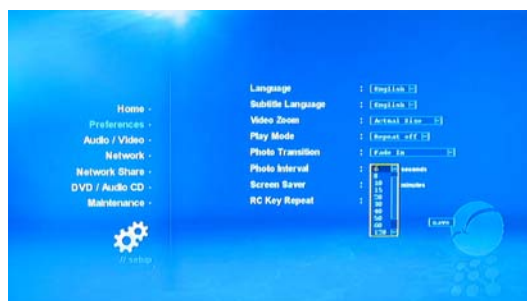 Home -
Preferences -
Audio / Video -
Network -
Network Share -
DVD / Audio CD -
Maintenance -
// setup
Language : English
Subtitle Language : English
Video Zoom : Actual Size
Play Mode : Repeat off
Photo Transition : Fade In
Photo Interval : 6 seconds
8
10
15
20
30
40
50
60
120
Screen Saver : minutes
RC Key Repeat :